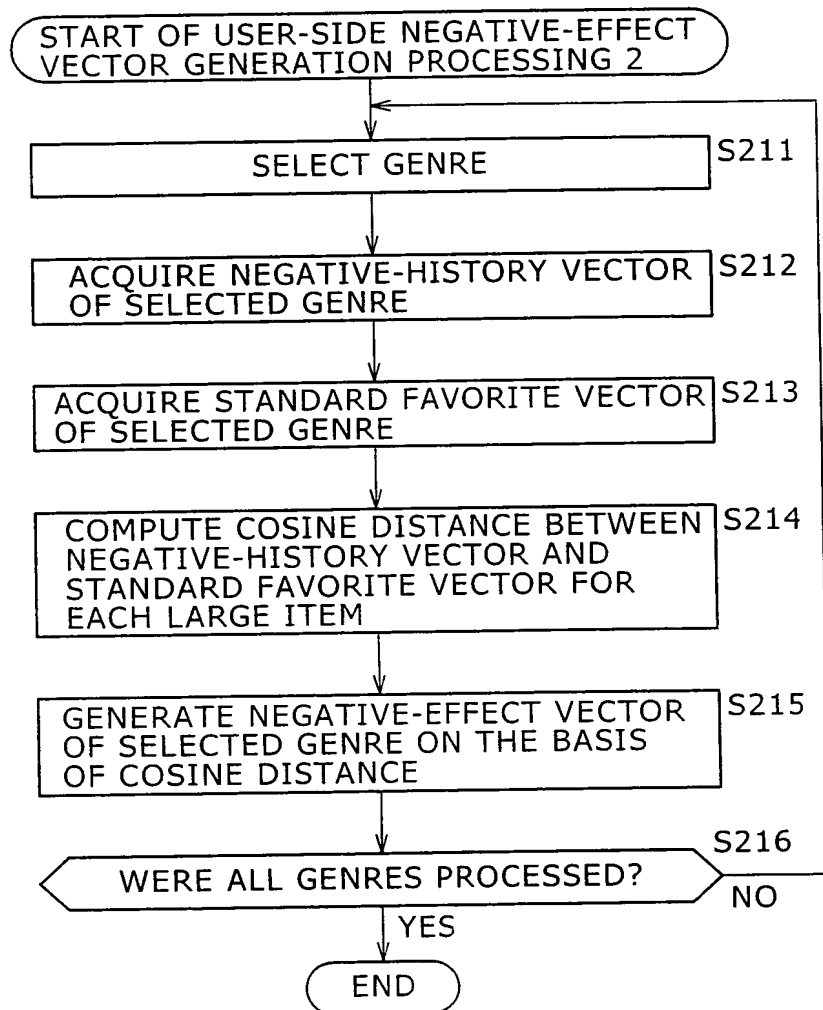 START OF USER-SIDE NEGATIVE-EFFECT
VECTOR GENERATION PROCESSING 2
SELECT GENRE
S211
ACQUIRE NEGATIVE-HISTORY VECTOR
OF SELECTED GENRE
S212
ACQUIRE STANDARD FAVORITE VECTOR
OF SELECTED GENRE
S213
COMPUTE COSINE DISTANCE BETWEEN
NEGATIVE-HISTORY VECTOR AND
STANDARD FAVORITE VECTOR FOR
EACH LARGE ITEM
S214
GENERATE NEGATIVE-EFFECT VECTOR
OF SELECTED GENRE ON THE BASIS
OF COSINE DISTANCE
S215
WERE ALL GENRES PROCESSED?
S216
NO
YES
END